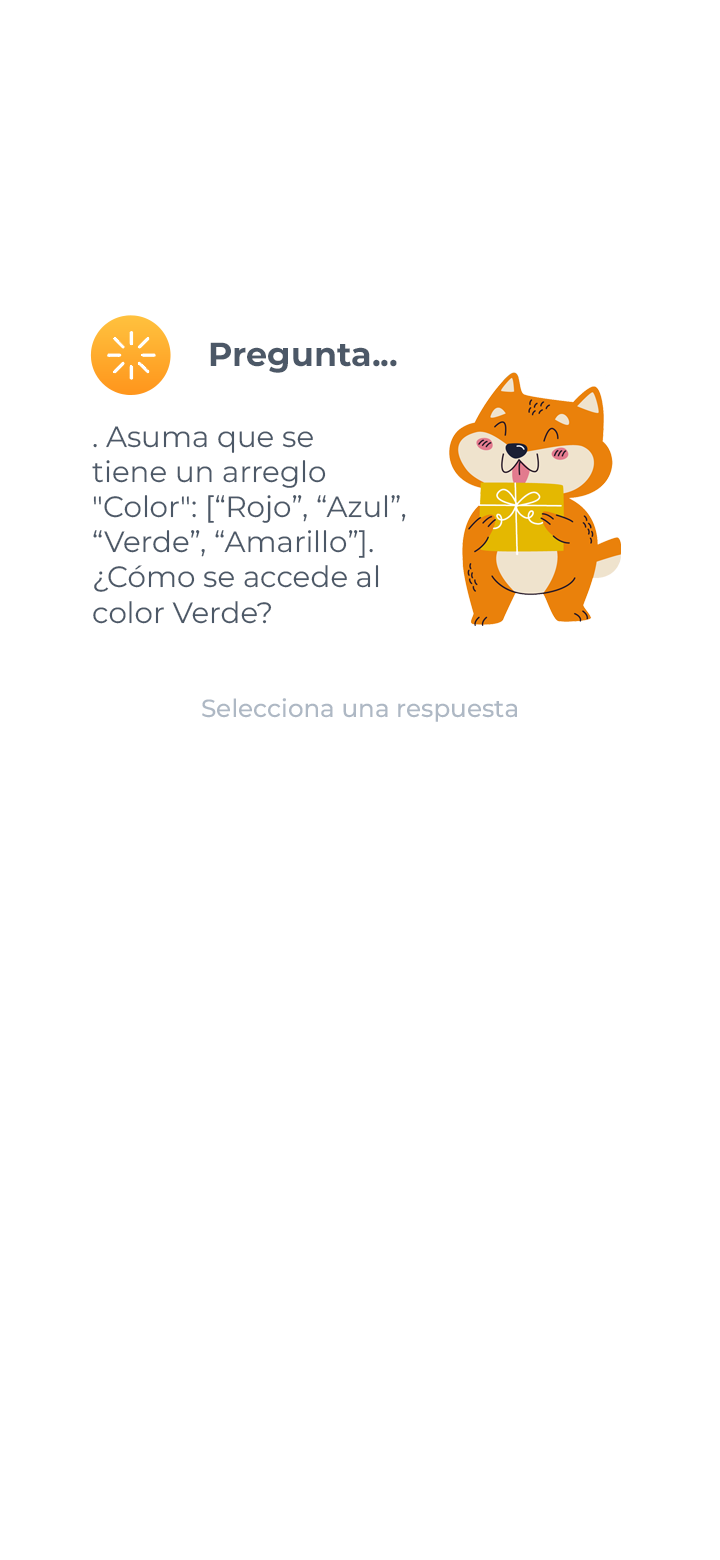 Pregunta...
. Asuma que se
tiene un arreglo
"Color": [“Rojo”, “Azul”,
“Verde”, “Amarillo”].
¿Cómo se accede al
color Verde?
Selecciona una respuesta